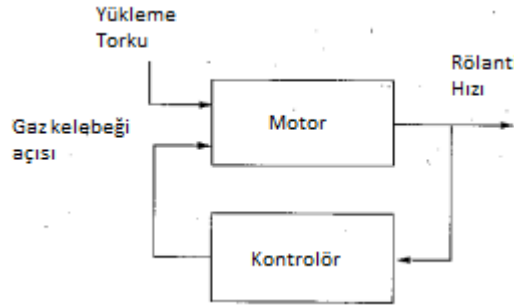 Yükleme
Torku
Rölant
Hızı
Motor
Gaz kelebeği
açısı
Kontrolör